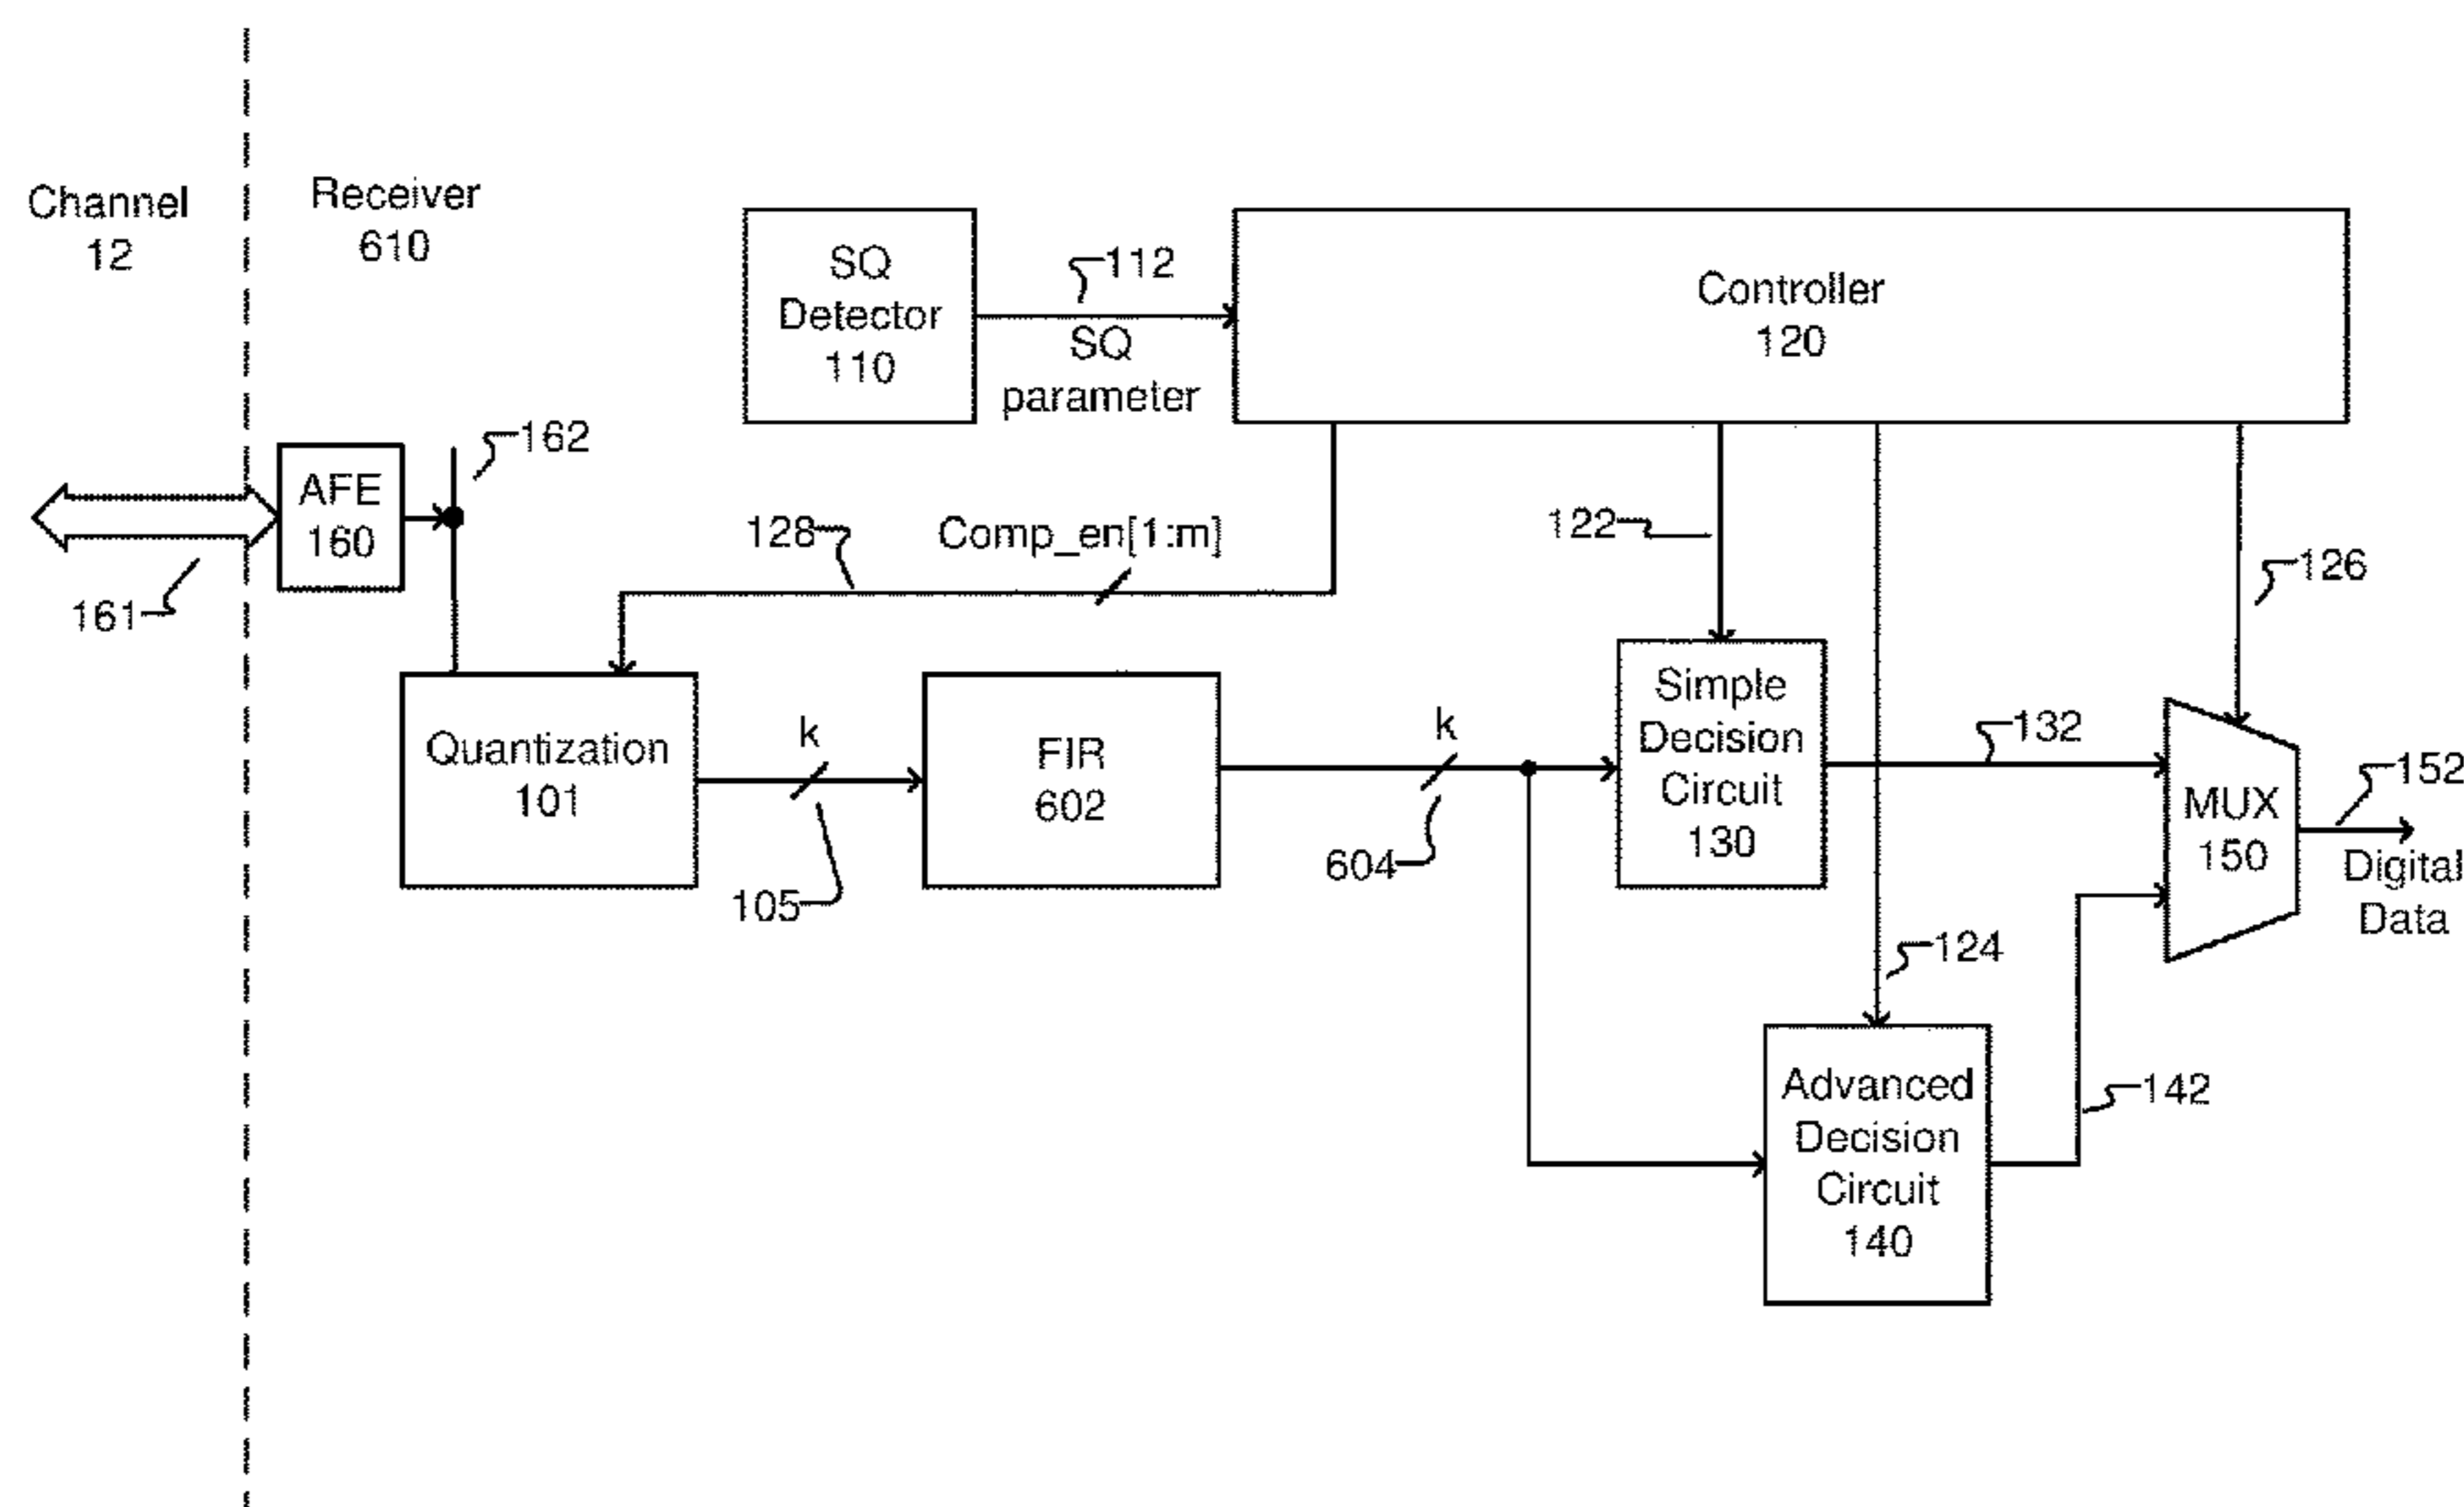 Channel
12
Receiver
610
SQ
Detector
110
112
SQ
parameter
Controller
120
162
AFE
160
161
128
Comp_en[1:m]
122
126
Quantization
101
k
105
FIR
602
k
604
Simple
Decision
Circuit
130
132
MUX
150
152
Digital
Data
124
Advanced
Decision
Circuit
140
142